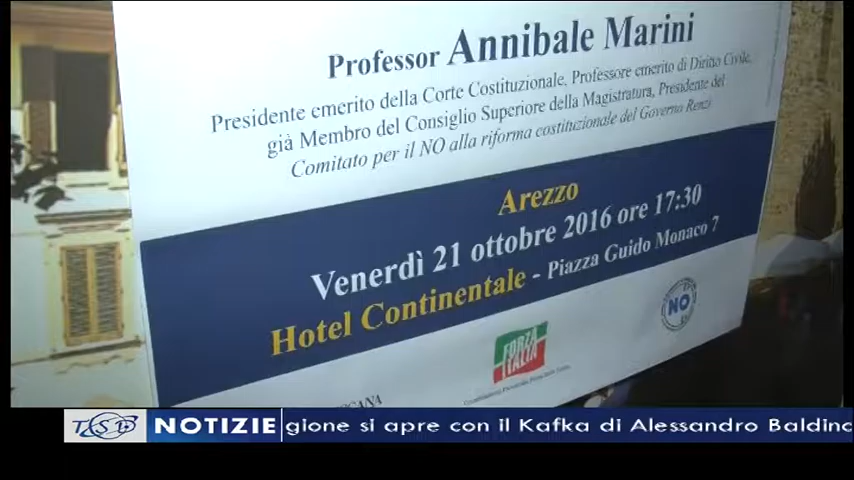 Professor Annibale Marini
Presidente emerito della Corte Costituzionale, Professore emerito di Diritto Civile,
già Membro del Consiglio Superiore della Magistratura, Presidente del
Comitato per il NO alla riforma costituzionale del Governo Renzi
Arezzo
Venerdì 21 ottobre 2016 ore 17:30
Hotel Continentale - Piazza Guido Monaco 7
NO
FORZA
ITALIA
NOTIZIE gione si apre con il Kafka di Alessandro Baldinc